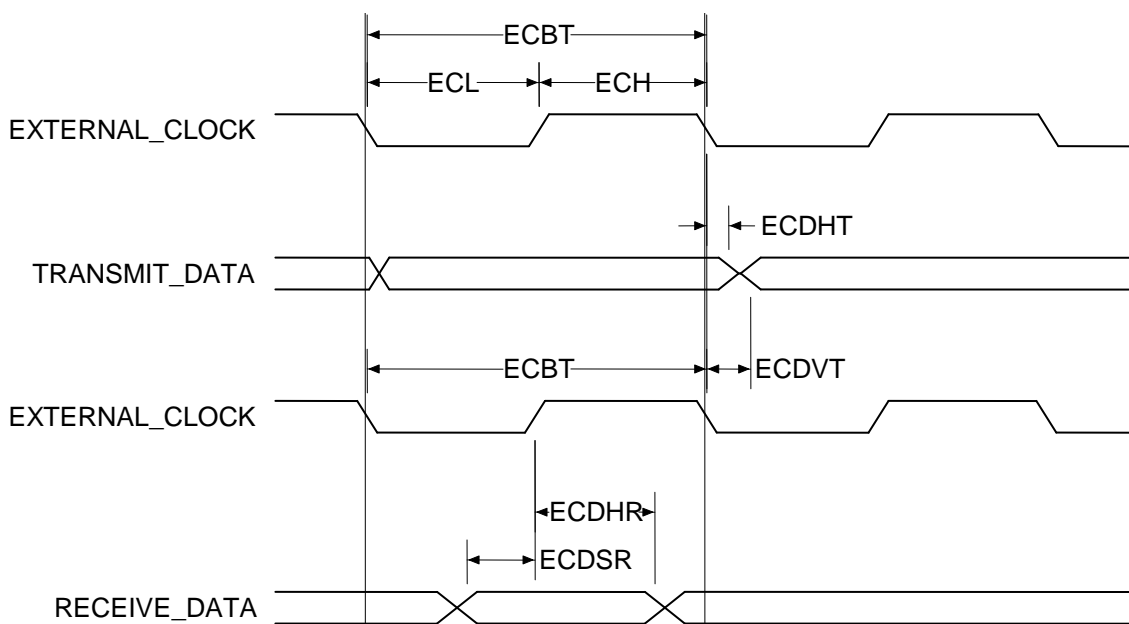 ECBT
ECL ECH
EXTERNAL_CLOCK
ECDHT
TRANSMIT_DATA
ECBT ECDVT
EXTERNAL_CLOCK
ECDHR
ECDSR
RECEIVE_DATA